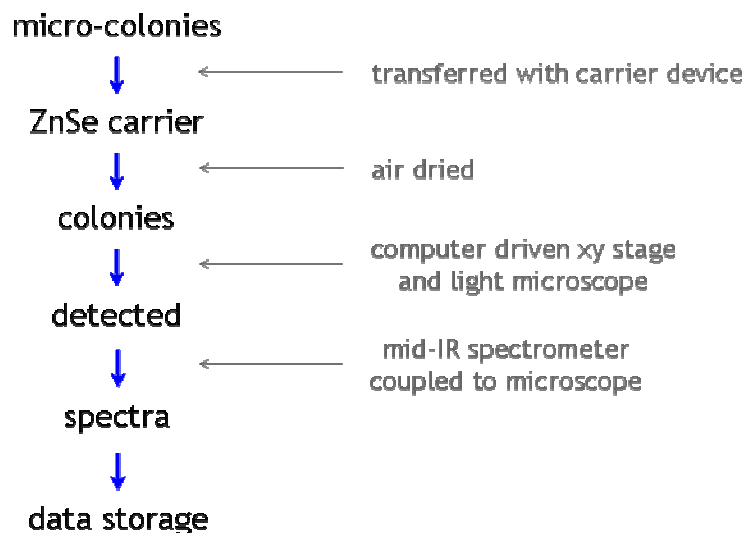 micro-colonies
transferred with carrier device
ZnSe carrier
air dried
colonies
computer driven xy stage
and light microscope
detected
mid-IR spectrometer
coupled to microscope
spectra
data storage